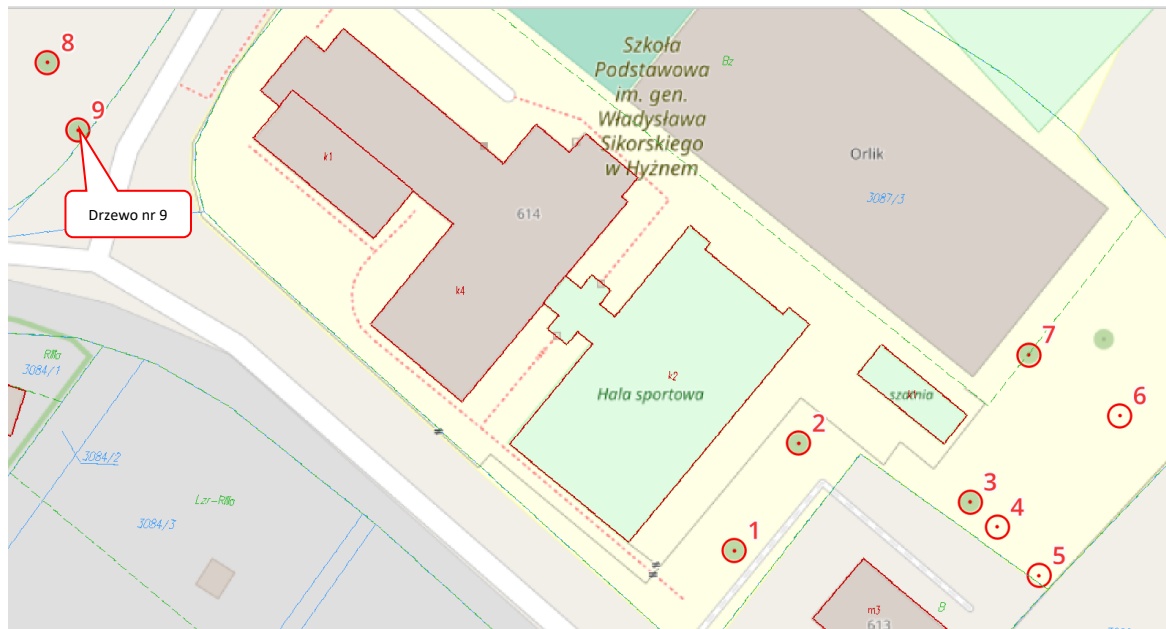 8
9
Drzewo nr 9
Szkoła
Podstawowa
im. gen.
Władysława
Sikorskiego
w Hyżnem
Bz
Orlik
3087/3
k1
614
k4
k2
Hala sportowa
szatnia
7
6
2
3
4
5
1
RIIIa
3084/1
3084/2
Lzr-RIIIa
3084/3
m3
613
B